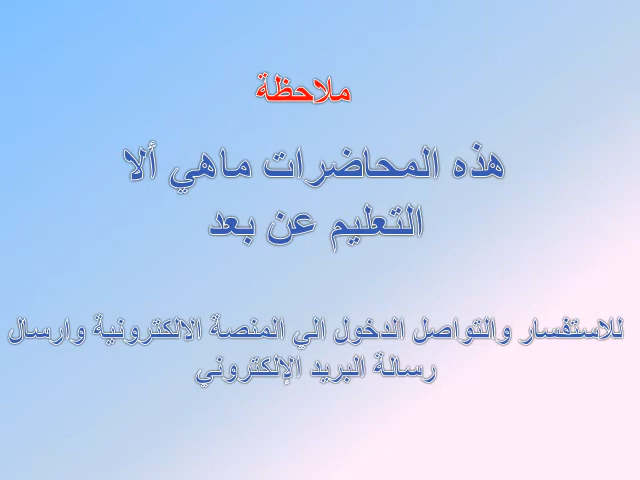 ملاحظة
هذه المحاضرات ماهي ألا
التعليم عن بعد
للاستفسار والتواصل الدخول الي المنصة الالكترونية وارسال
رسالة البريد الإلكتروني